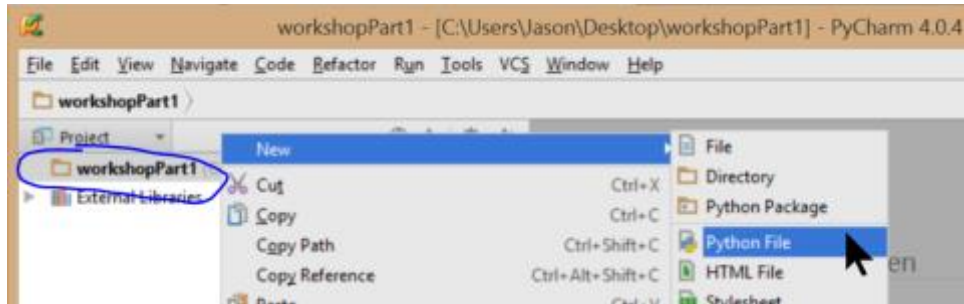 workshopPart1 - [C:\Users\Jason\Desktop\workshopPart1] - PyCharm 4.0.4
File Edit View Navigate Code Refactor Run Tools VCS Window Help
workshopPart1
Project
workshopPart1
External Libraries
New
Cut Ctrl+X
Copy Ctrl+C
Copy Path Ctrl+Shift+C
Copy Reference Ctrl+Alt+Shift+C
Paste Ctrl+V
File
Directory
Python Package
Python File
HTML File
Stylesheet
en